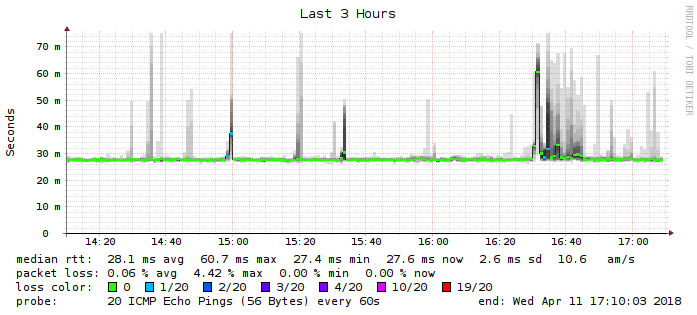 Last 3 Hours
RRDTOOL / TOBI OETIKER
Seconds
70 m
60 m
50 m
40 m
30 m
20 m
10 m
0
14:20 14:40 15:00 15:20 15:40 16:00 16:20 16:40 17:00
median rtt: 28.1 ms avg 60.7 ms max 27.4 ms min 27.6 ms now 2.6 ms sd 10.6 am/s
packet loss: 0.06 % avg 4.42 % max 0.00 % min 0.00 % now
loss color: 0 1/20 2/20 3/20 4/20 10/20 19/20
probe: 20 ICMP Echo Pings (56 Bytes) every 60s end: Wed Apr 11 17:10:03 2018